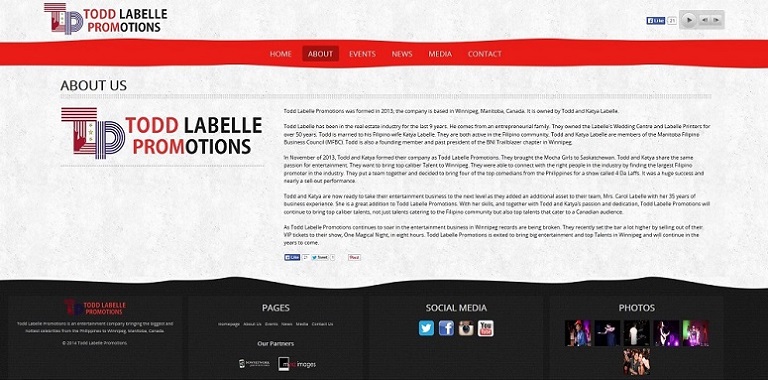 TODD LABELLE
PROMOTIONS
Like 21
HOME ABOUT EVENTS NEWS MEDIA CONTACT
ABOUT US
TODD LABELLE
PROMOTIONS
Todd Labelle Promotions was formed in 2013, the company is based in Winnipeg, Manitoba, Canada. It is owned by Todd and Katya Labelle.
Todd Labelle has been in the real estate industry for the last 9 years. He comes from an entrepreneurial family. They owned the Labelle's Wedding Centre and Labelle Printers for
over 50 years. Todd is married to his Filipino wife Katya Labelle. They are both active in the Filipino community. Todd and Katya Labelle are members of the Manitoba Filipino
Business Council (MFBC). Todd is also a founding member and past president of the BNI Trailblazer chapter in Winnipeg.
In November of 2013, Todd and Katya formed their company as Todd Labelle Promotions. They brought the Mocha Girls to Saskatchewan. Todd and Katya share the same
passion for entertainment. They want to bring top caliber Talent to Winnipeg. They were able to connect with the right people in the industry by finding the largest Filipino
promoter in the industry. They put a team together and decided to bring four of the top comedians from the Philippines for a show called 4 Da Laffs. It was a huge success and
nearly a sell out performance.
Todd and Katya are now ready to take their entertainment business to the next level as they added an additional asset to their team, Mrs. Carol Labelle with her 35 years of
business experience. She is a great addition to Todd Labelle Promotions. With her skills, and together with Todd and Katya's passion and dedication, Todd Labelle Promotions will
continue to bring top caliber talents, not just talents catering to the Filipino community but also top talents that cater to a Canadian audience.
As Todd Labelle Promotions continues to soar in the entertainment business in Winnipeg records are being broken. They recently set the bar a lot higher by selling out of their
VIP tickets to their show, One Magical Night, in eight hours. Todd Labelle Promotions is exited to bring big entertainment and top Talents in Winnipeg and will continue in the
years to come.
Like Tweet Pin it
TODD LABELLE
PROMOTIONS
Todd Labelle Promotions is an entertainment company bringing the biggest and
hottest celebrities from the Philippines to Winnipeg, Manitoba, Canada.
© 2014 Todd Labelle Promotions
PAGES
Homepage About Us Events News Media Contact Us
Our Partners
images
SOCIAL MEDIA
You Tube
PHOTOS